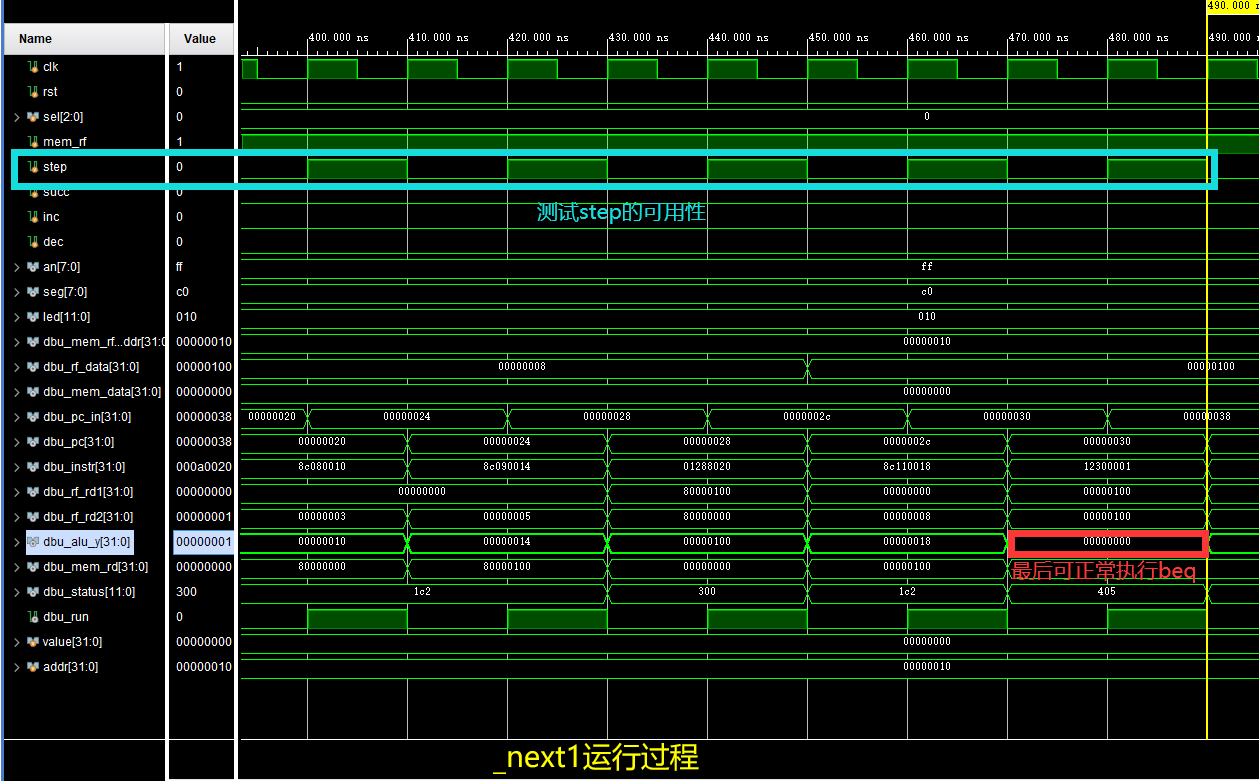 490.000 n
Name Value
400.000 ns 410.000 ns 420.000 ns 430.000 ns 440.000 ns 450.000 ns 460.000 ns 470.000 ns 480.000 ns 490.000
clk 1
rst 0
sel[2:0] 0 0
mem_rf 1
step 0
succ 0
测试step的可用性
inc 0
dec 0
an[7:0] ff ff
seg[7:0] c0 c0
led[11:0] 010 010
dbu_mem_rf...ddr[31:0 00000010 00000010
dbu_rf_data[31:0] 00000100 00000008 00000100
dbu_mem_data[31:0] 00000000 00000000
dbu_pc_in[31:0] 00000038 00000020 00000024 00000028 0000002c 00000030 00000038
dbu_pc[31:0] 00000038 00000020 00000024 00000028 0000002c 00000030
dbu_instr[31:0] 000a0020 8c080010 8c090014 01288020 8c110018 12300001
dbu_rf_rd1[31:0] 00000000 00000000 80000100 00000000 00000100
dbu_rf_rd2[31:0] 00000001 00000003 00000005 80000000 00000008 00000100
dbu_alu_y[31:0] 00000001 00000010 00000014 00000100 00000018 00000000
dbu_mem_rd[31:0] 00000000 80000000 80000100 00000000 00000100
最后可正常执行beq
dbu_status[11:0] 300 1c2 300 1c2 405
dbu_run 0
value[31:0] 00000000 00000000
addr[31:0] 00000010 00000010
_next1运行过程